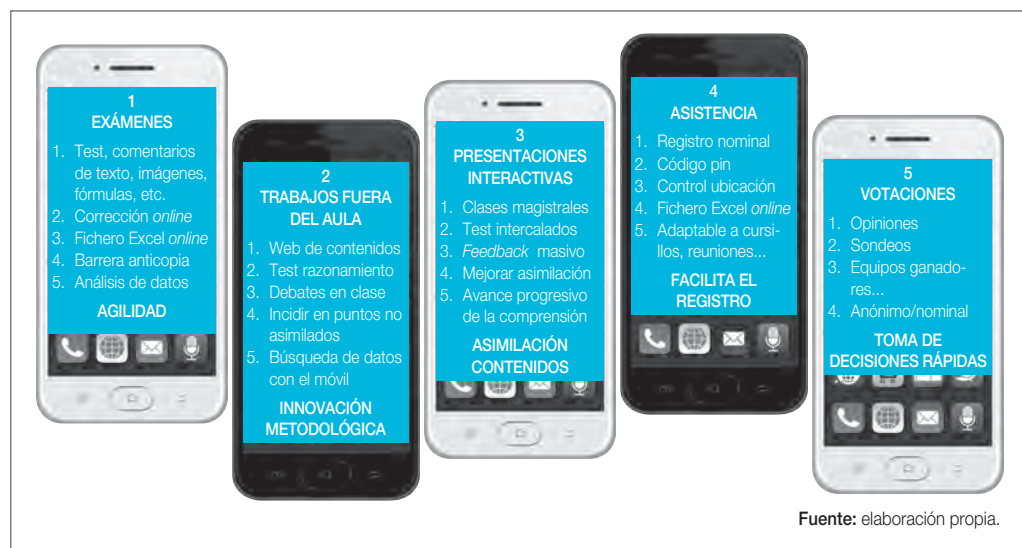 1
EXÁMENES
1. Test, comentarios
de texto, imágenes,
fórmulas, etc.
2. Corrección online
3. Fichero Excel online
4. Barrera anticopia
5. Análisis de datos
AGILIDAD
2
TRABAJOS FUERA
DEL AULA
1. Web de contenidos
2. Test razonamiento
3. Debates en clase
4. Incidir en puntos no
asimilados
5. Búsqueda de datos
con el móvil
INNOVACIÓN
METODOLÓGICA
3
PRESENTACIONES
INTERACTIVAS
1. Clases magistrales
2. Test intercalados
3. Feedback masivo
4. Mejorar asimilación
5. Avance progresivo
de la comprensión
ASIMILACIÓN
CONTENIDOS
4
ASISTENCIA
1. Registro nominal
2. Código pin
3. Control ubicación
4. Fichero Excel online
5. Adaptable a cursi-
llos, reuniones...
FACILITA EL
REGISTRO
5
VOTACIONES
1. Opiniones
2. Sondeos
3. Equipos ganado-
res...
4. Anónimo/nominal
TOMA DE
DECISIONES RÁPIDAS
Fuente: elaboración propia.